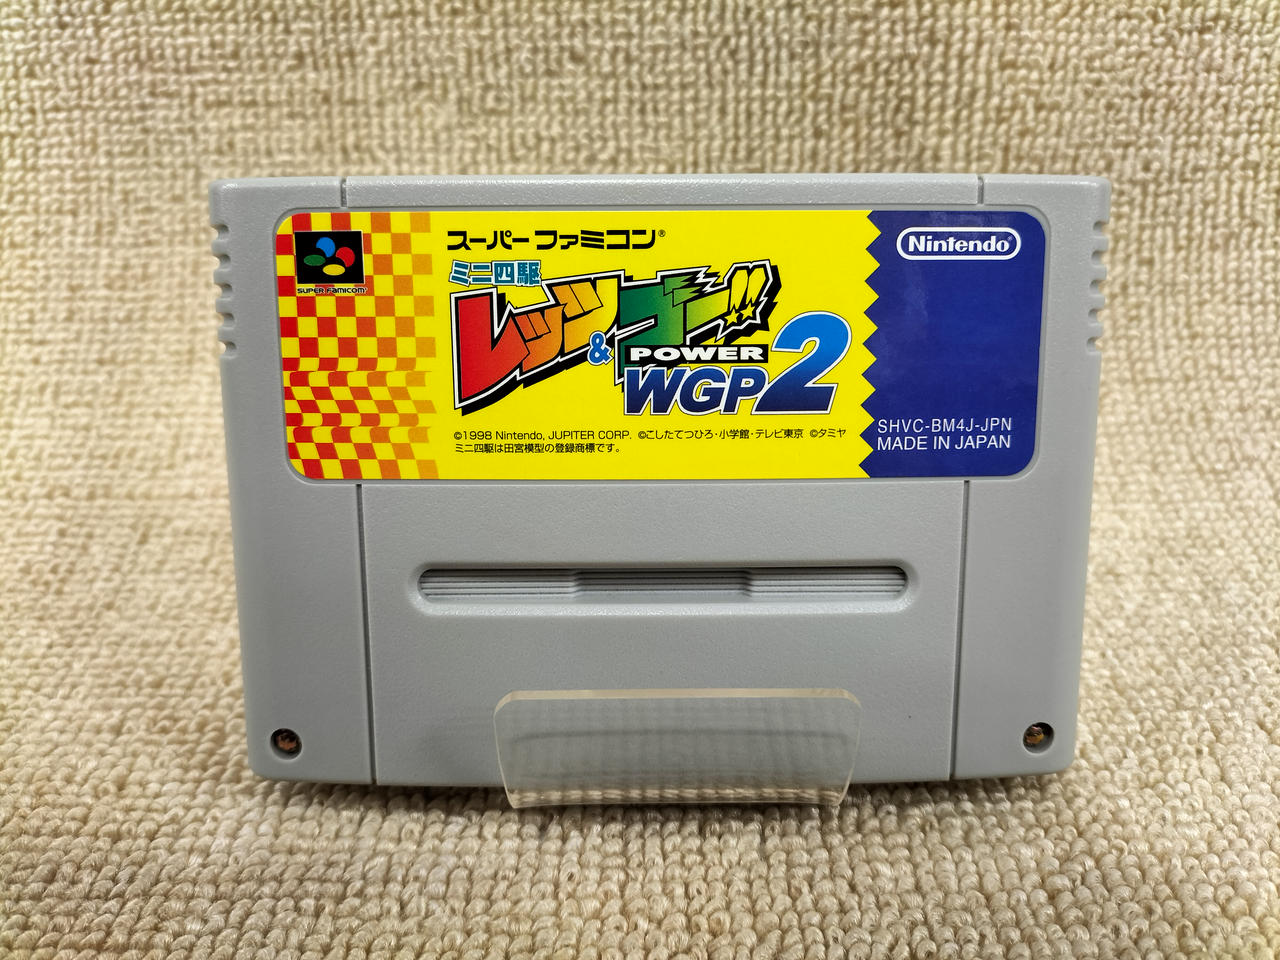 スーパーファミコン®
SUPER FAMICOM
Nintendo®
ミニ四駆
レッツ&ゴー!!
POWER
WGP2
SHVC-BM4J-JPN
MADE IN JAPAN
©1998 Nintendo, JUPITER CORP. ©こしたてつひろ・小学館・テレビ東京 ©タミヤ
ミニ四駆は田宮模型の登録商標です。